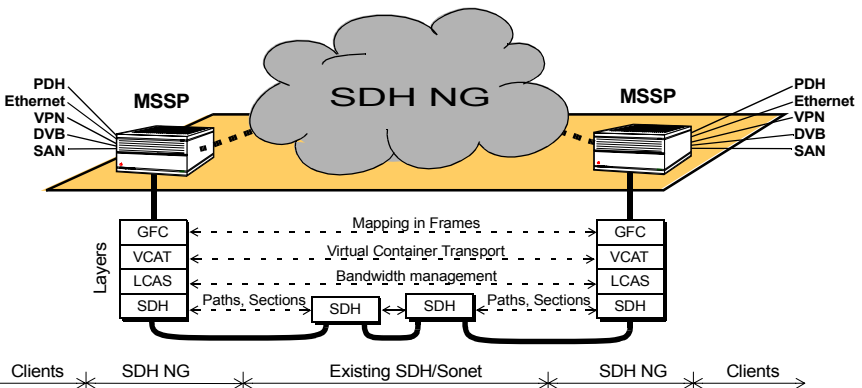 SDH NG
PDH
Ethernet
VPN
DVB
SAN
MSSP
MSSP
PDH
Ethernet
VPN
DVB
SAN
Layers
GFC
Mapping in Frames
GFC
VCAT
Virtual Container Transport
VCAT
LCAS
Bandwidth management
LCAS
SDH
Paths, Sections
SDH
SDH
Paths, Sections
SDH
Clients
SDH NG
Existing SDH/Sonet
SDH NG
Clients